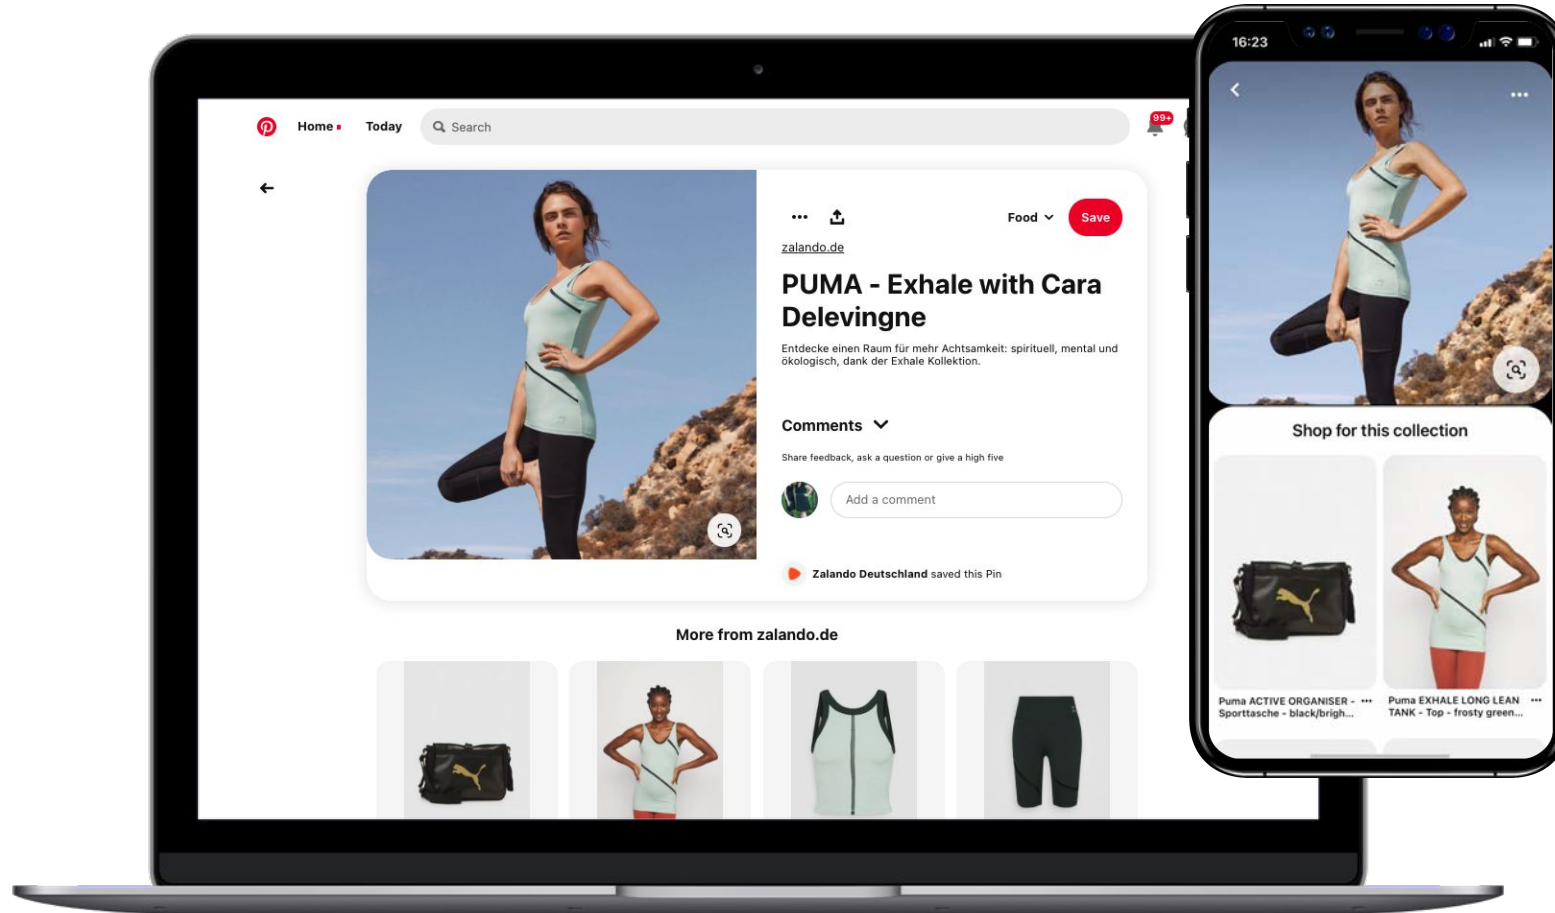 Home
Today
Search
99+
Food
Save
zalando.de
PUMA - Exhale with Cara
Delevingne
Entdecke einen Raum für mehr Achtsamkeit: spirituell, mental und
ökologisch, dank der Exhale Kollektion.
Comments
Share feedback, ask a question or give a high five
Add a comment
Zalando Deutschland saved this Pin
More from zalando.de
16:23
Shop for this collection
Puma ACTIVE ORGANISER -
Sporttasche - black/brigh...
Puma EXHALE LONG LEAN
TANK - Top - frosty green...